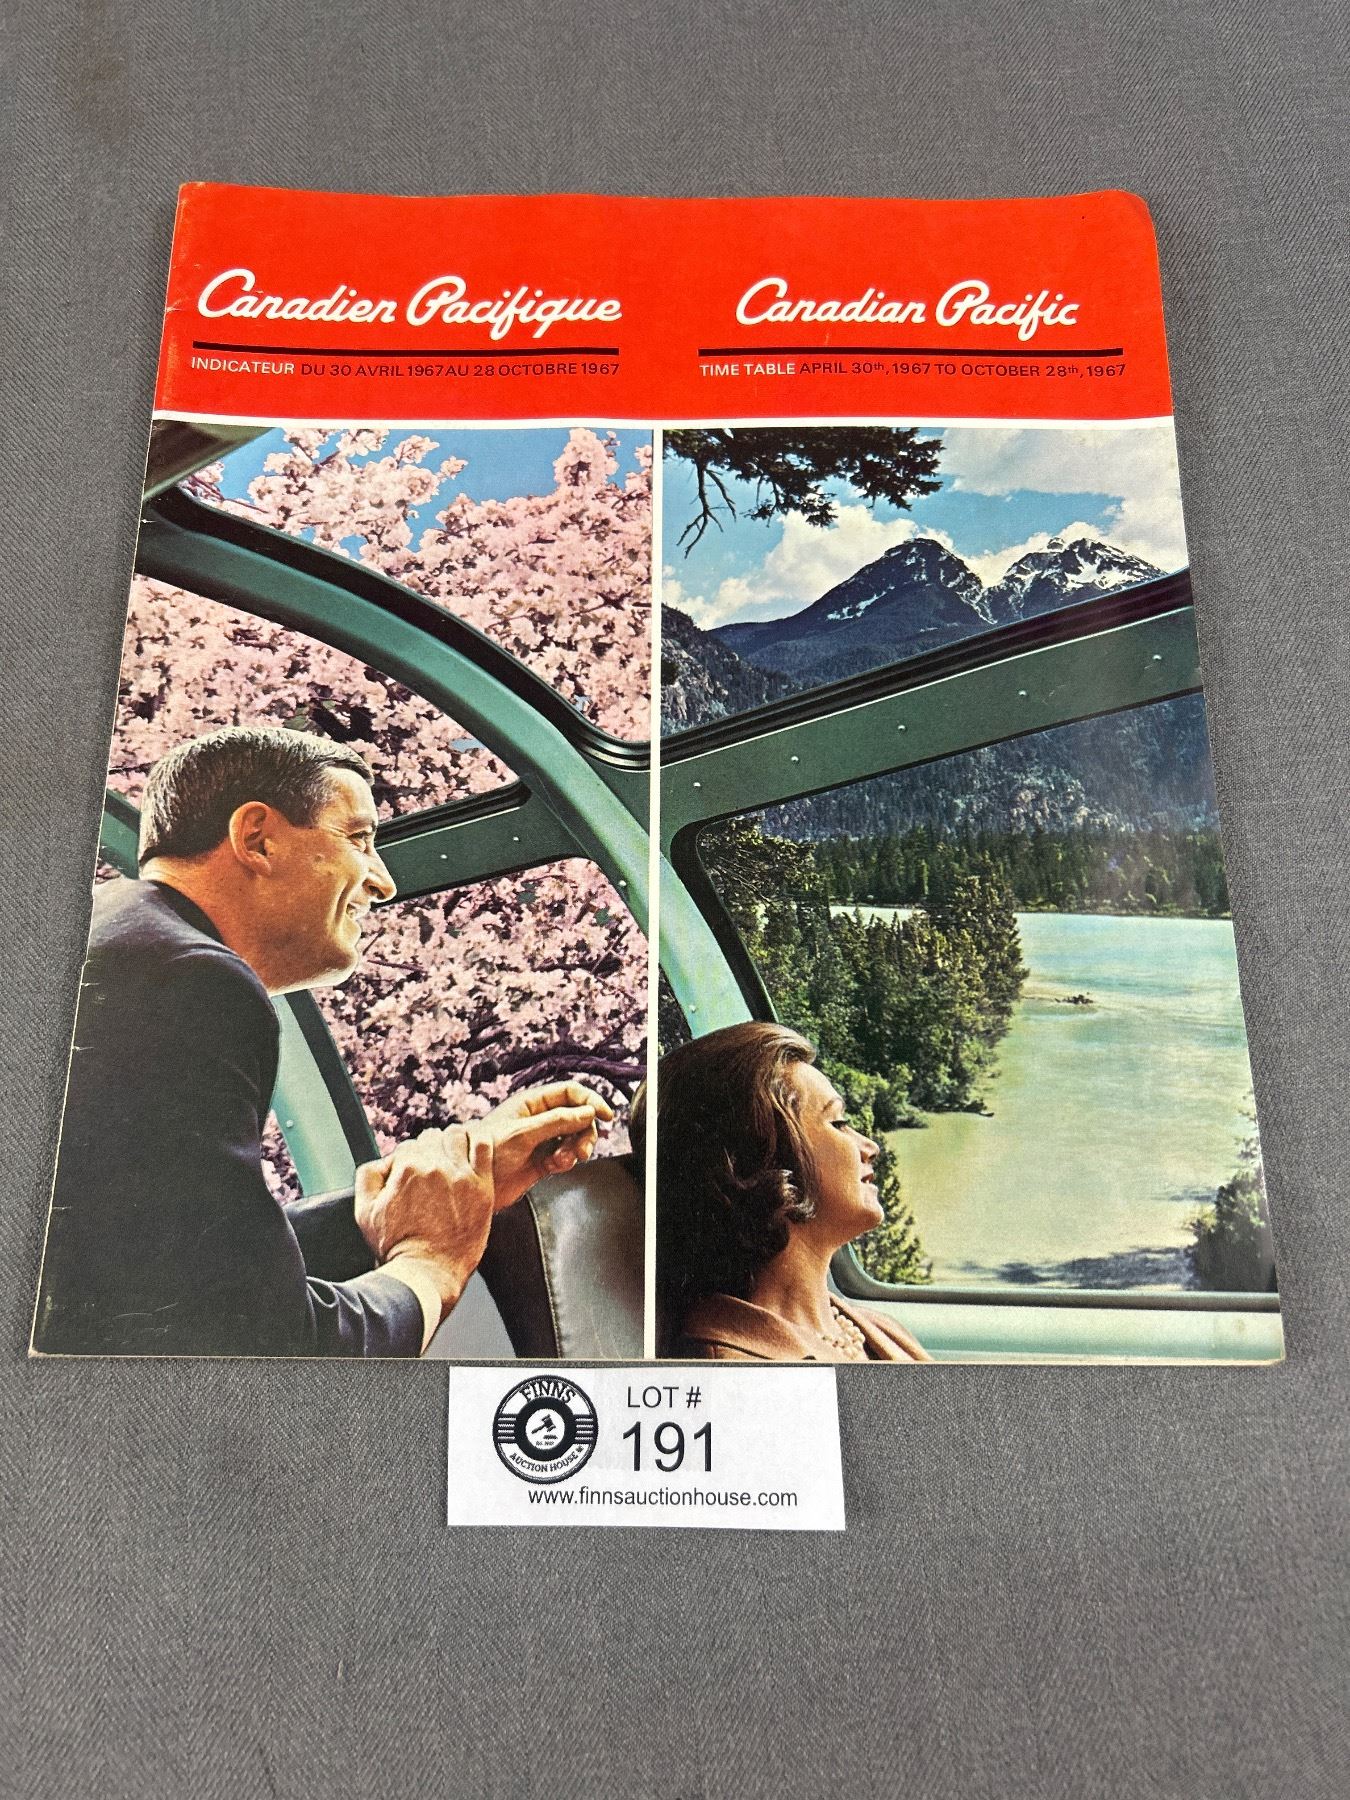 Canadien Pacifique
INDICATEUR DU 30 AVRIL 1967 AU 28 OCTOBRE 1967
Canadian Pacific
TIME TABLE APRIL 30th, 1967 TO OCTOBER 28th, 1967
FINNS
AUCTION HOUSE
LOT #
191
www.finnsauctionhouse.com